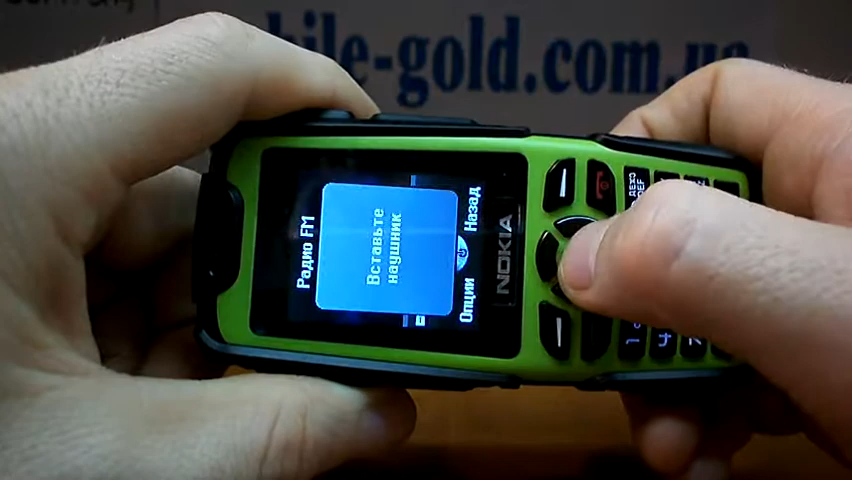 bile-gold.com.ua
Радио FM
Вставьте
наушник
Опции
Назад
NOKIA